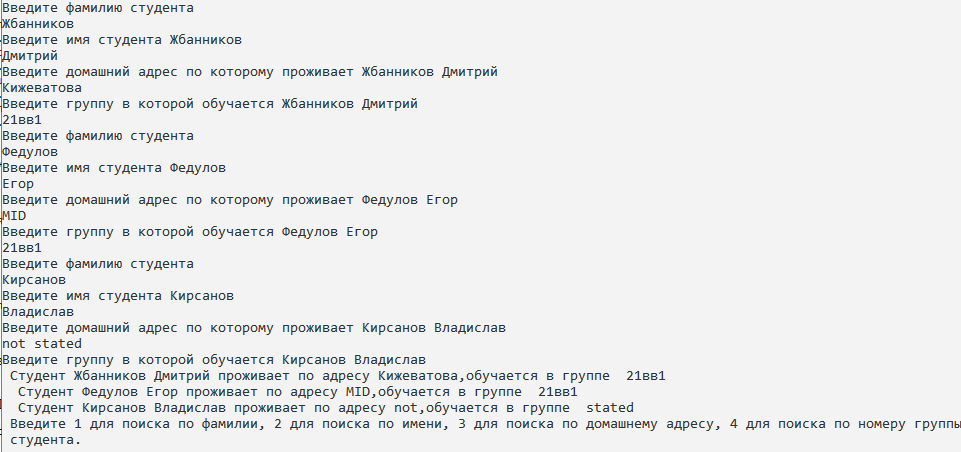 Введите фамилию студента
Жбанников
Введите имя студента Жбанников
Дмитрий
Введите домашний адрес по которому проживает Жбанников Дмитрий
Кижеватова
Введите группу в которой обучается Жбанников Дмитрий
21вв1
Введите фамилию студента
Федулов
Введите имя студента Федулов
Егор
Введите домашний адрес по которому проживает Федулов Егор
MID
Введите группу в которой обучается Федулов Егор
21вв1
Введите фамилию студента
Кирсанов
Введите имя студента Кирсанов
Владислав
Введите домашний адрес по которому проживает Кирсанов Владислав
not stated
Введите группу в которой обучается Кирсанов Владислав
Студент Жбанников Дмитрий проживает по адресу Кижеватова,обучается в группе  21вв1
Студент Федулов Егор проживает по адресу MID,обучается в группе  21вв1
Студент Кирсанов Владислав проживает по адресу not,обучается в группе  stated
Введите 1 для поиска по фамилии, 2 для поиска по имени, 3 для поиска по домашнему адресу, 4 для поиска по номеру группы
студента.